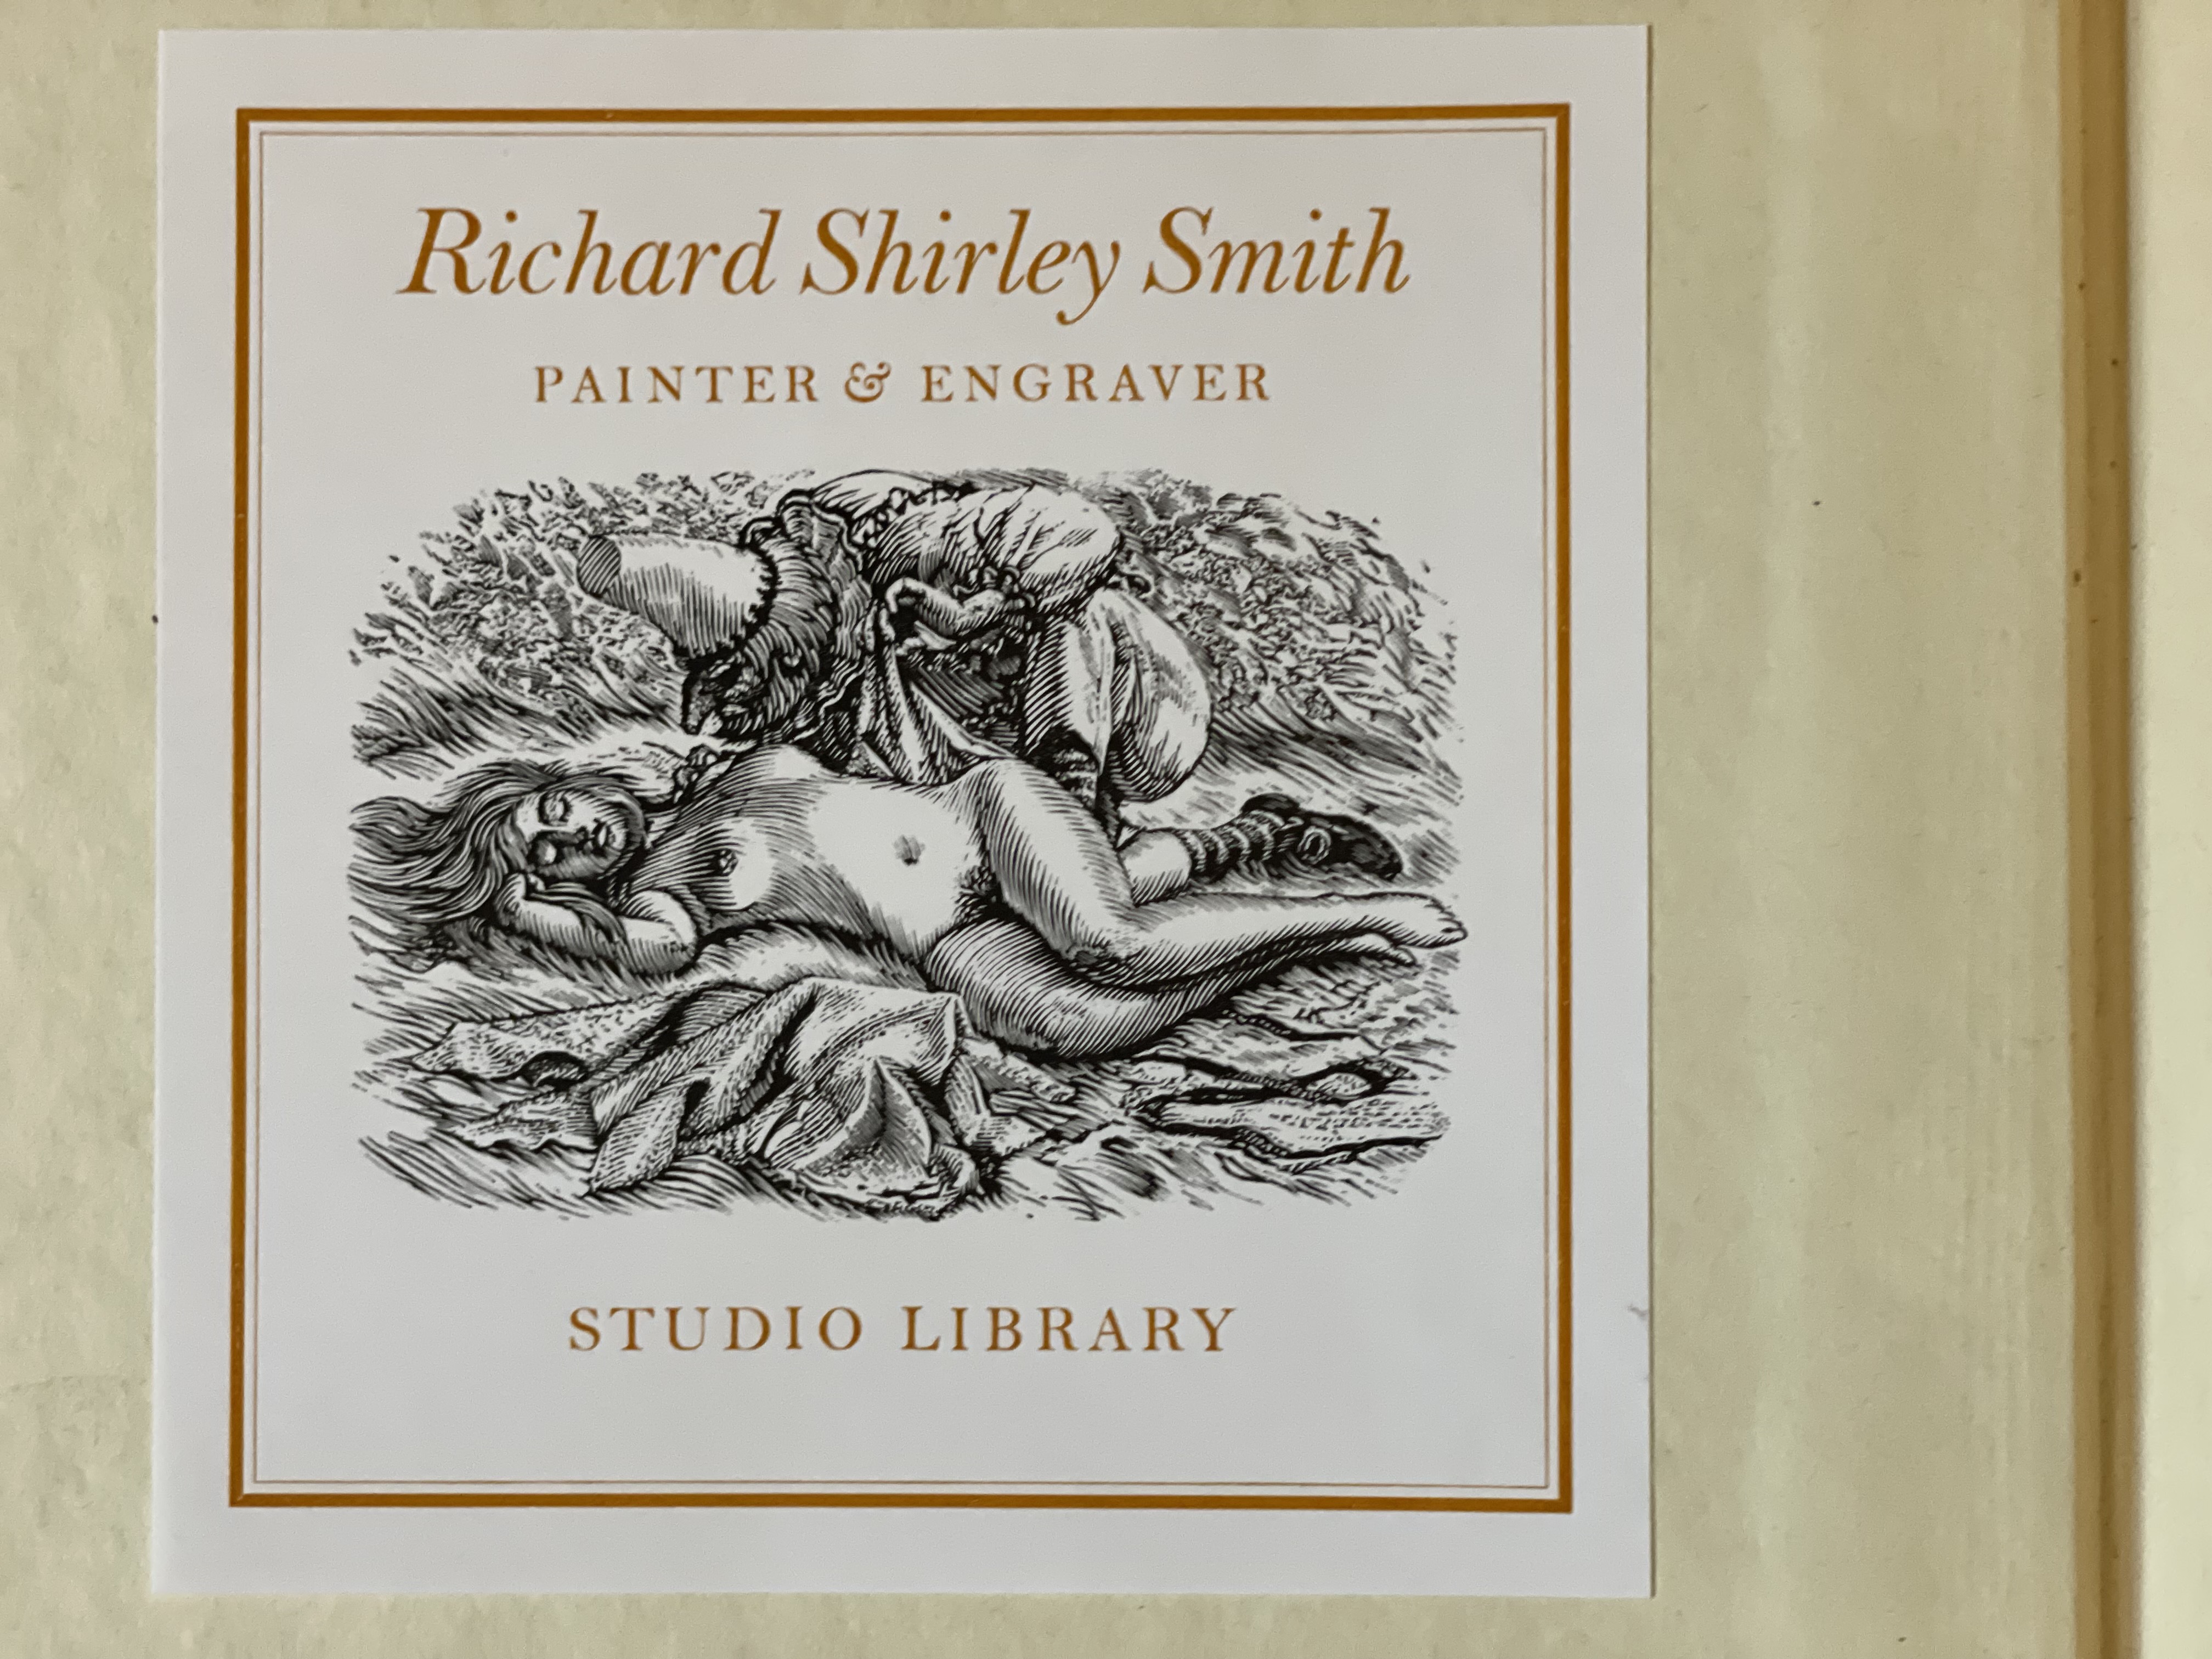 Richard Shirley Smith
PAINTER & ENGRAVER
STUDIO LIBRARY